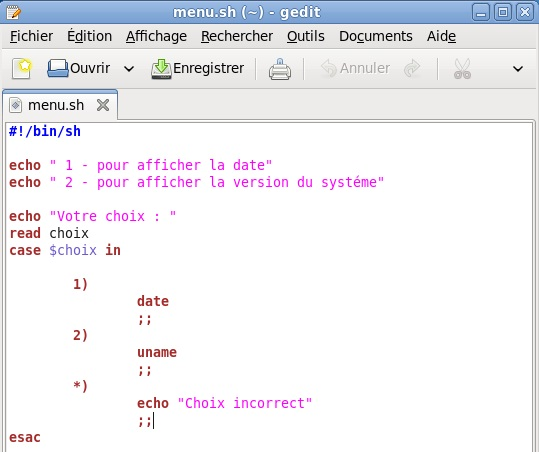 menu.sh (~) - gedit
Fichier Édition Affichage Rechercher Outils Documents Aide
Ouvrir Enregistrer Annuler
menu.sh
#!/bin/sh
echo " 1 - pour afficher la date"
echo " 2 - pour afficher la version du systéme"
echo "Votre choix : "
read choix
case $choix in
1)
date
;;
2)
uname
;;
*)
echo "Choix incorrect"
;;
esac